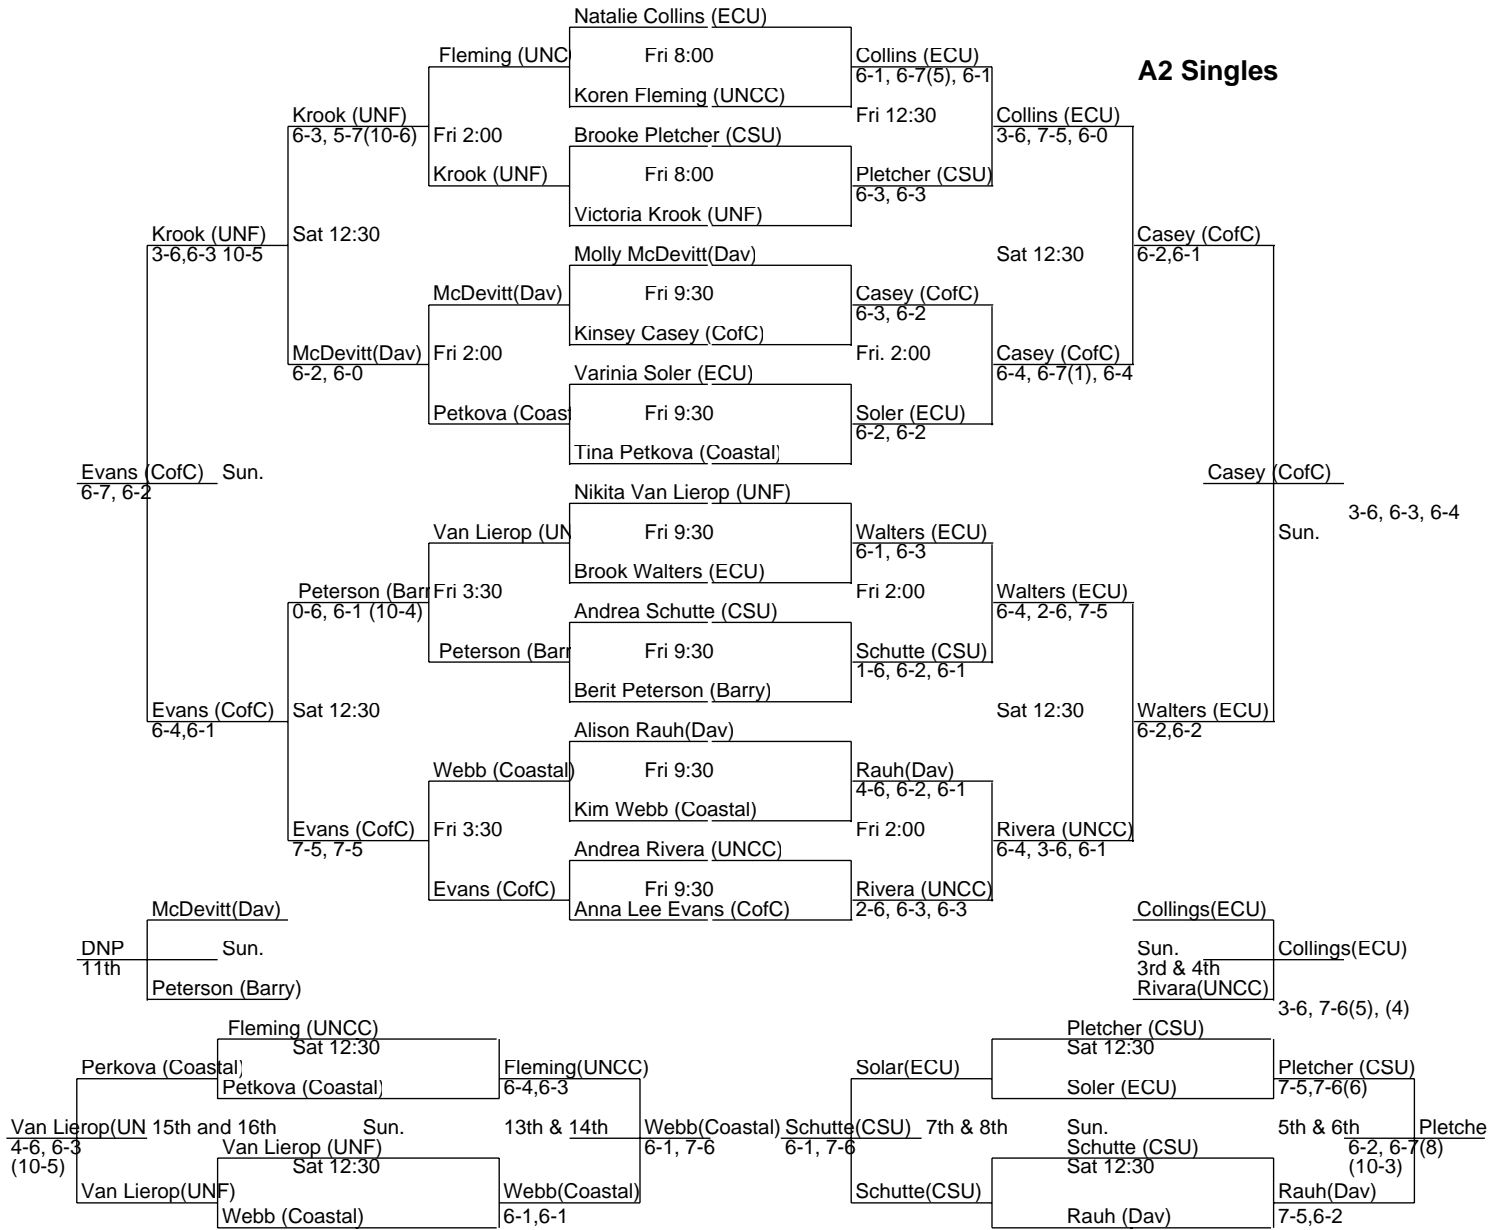 A2 Singles
Natalie Collins (ECU)
Fleming (UNC
Fri 8:00
Collins (ECU)
6-1, 6-7(5), 6-1
Koren Fleming (UNCC)
Krook (UNF)
6-3, 5-7(10-6)
Fri 2:00
Fri 12:30
Collins (ECU)
3-6, 7-5, 6-0
Brooke Pletcher (CSU)
Krook (UNF)
Fri 8:00
Pletcher (CSU)
6-3, 6-3
Victoria Krook (UNF)
Krook (UNF)
3-6,6-3 10-5
Sat 12:30
Sat 12:30
Casey (CofC)
6-2,6-1
Molly McDevitt(Dav)
McDevitt(Dav)
Fri 9:30
Casey (CofC)
6-3, 6-2
Kinsey Casey (CofC)
McDevitt(Dav)
6-2, 6-0
Fri 2:00
Fri. 2:00
Casey (CofC)
6-4, 6-7(1), 6-4
Varinia Soler (ECU)
Petkova (Coast
Fri 9:30
Soler (ECU)
6-2, 6-2
Tina Petkova (Coastal)
Evans (CofC)
6-7, 6-2
Sun.
Casey (CofC)
3-6, 6-3, 6-4
Sun.
Nikita Van Lierop (UNF)
Van Lierop (UN
Fri 9:30
Walters (ECU)
6-1, 6-3
Brook Walters (ECU)
Peterson (Barr
0-6, 6-1 (10-4)
Fri 3:30
Fri 2:00
Walters (ECU)
6-4, 2-6, 7-5
Andrea Schutte (CSU)
Peterson (Barr
Fri 9:30
Schutte (CSU)
1-6, 6-2, 6-1
Berit Peterson (Barry)
Evans (CofC)
6-4,6-1
Sat 12:30
Sat 12:30
Walters (ECU)
6-2,6-2
Alison Rauh(Dav)
Webb (Coastal)
Fri 9:30
Rauh(Dav)
4-6, 6-2, 6-1
Kim Webb (Coastal)
Evans (CofC)
7-5, 7-5
Fri 3:30
Fri 2:00
Rivera (UNCC)
6-4, 3-6, 6-1
Andrea Rivera (UNCC)
Evans (CofC)
Fri 9:30
Rivera (UNCC)
2-6, 6-3, 6-3
Anna Lee Evans (CofC)
McDevitt(Dav)
DNP
11th
Sun.
Peterson (Barry)
Collings(ECU)
Sun.
3rd & 4th
Collings(ECU)
Rivara(UNCC)
3-6, 7-6(5), (4)
Fleming (UNCC)
Sat 12:30
Perkova (Coastal)
Petkova (Coastal)
Fleming(UNCC)
6-4,6-3
Van Lierop(UN
4-6, 6-3
(10-5)
15th and 16th
Sun.
13th & 14th
Webb(Coastal)
6-1, 7-6
Van Lierop (UNF)
Sat 12:30
Van Lierop(UNF)
Webb (Coastal)
Webb(Coastal)
6-1,6-1
Pletcher (CSU)
Sat 12:30
Solar(ECU)
Soler (ECU)
Pletcher (CSU)
7-5,7-6(6)
Schutte(CSU)
6-1, 7-6
7th & 8th
Sun.
5th & 6th
Pletche
6-2, 6-7(8)
(10-3)
Schutte (CSU)
Sat 12:30
Schutte(CSU)
Rauh (Dav)
Rauh(Dav)
7-5,6-2